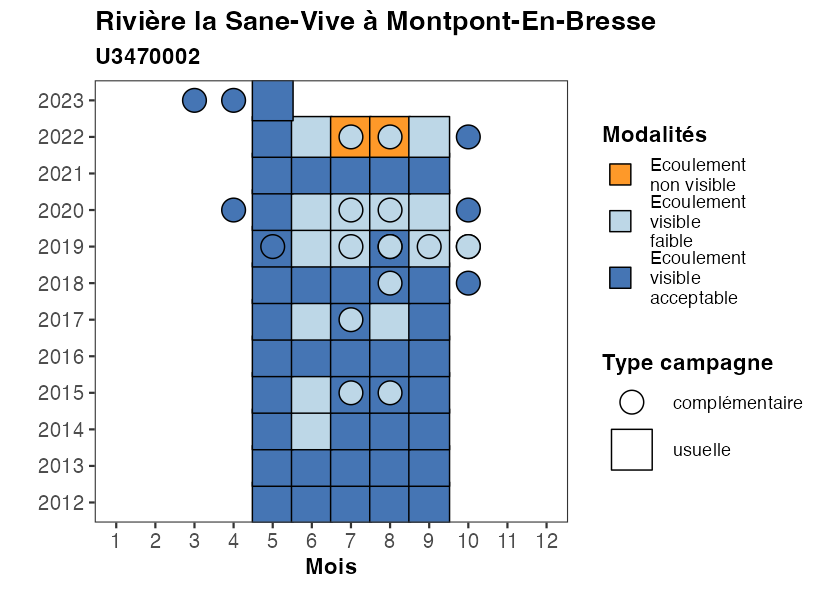 Rivière la Sane-Vive à Montpont-En-Bresse
U3470002
2023
2022
2021
2020
2019
2018
2017
2016
2015
2014
2013
2012
1 2 3 4 5 6 7 8 9 10 11 12
Mois
Modalités
Ecoulement
non visible
Ecoulement
visible
faible
Ecoulement
visible
acceptable
Type campagne
complémentaire
usuelle